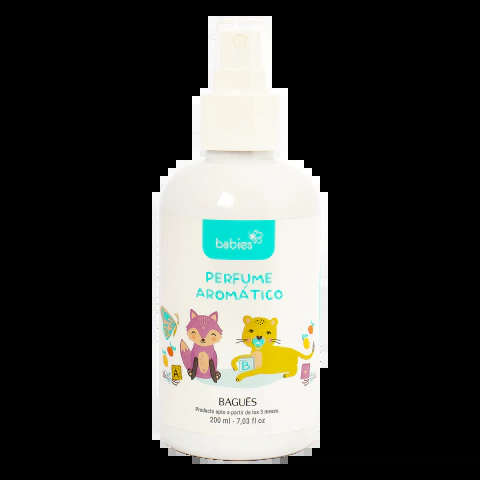 babies
PERFUME
AROMÁTICO
A
B
BAGUÉS
Producto apto a partir de los 3 meses.
200 ml - 7,03 fl oz